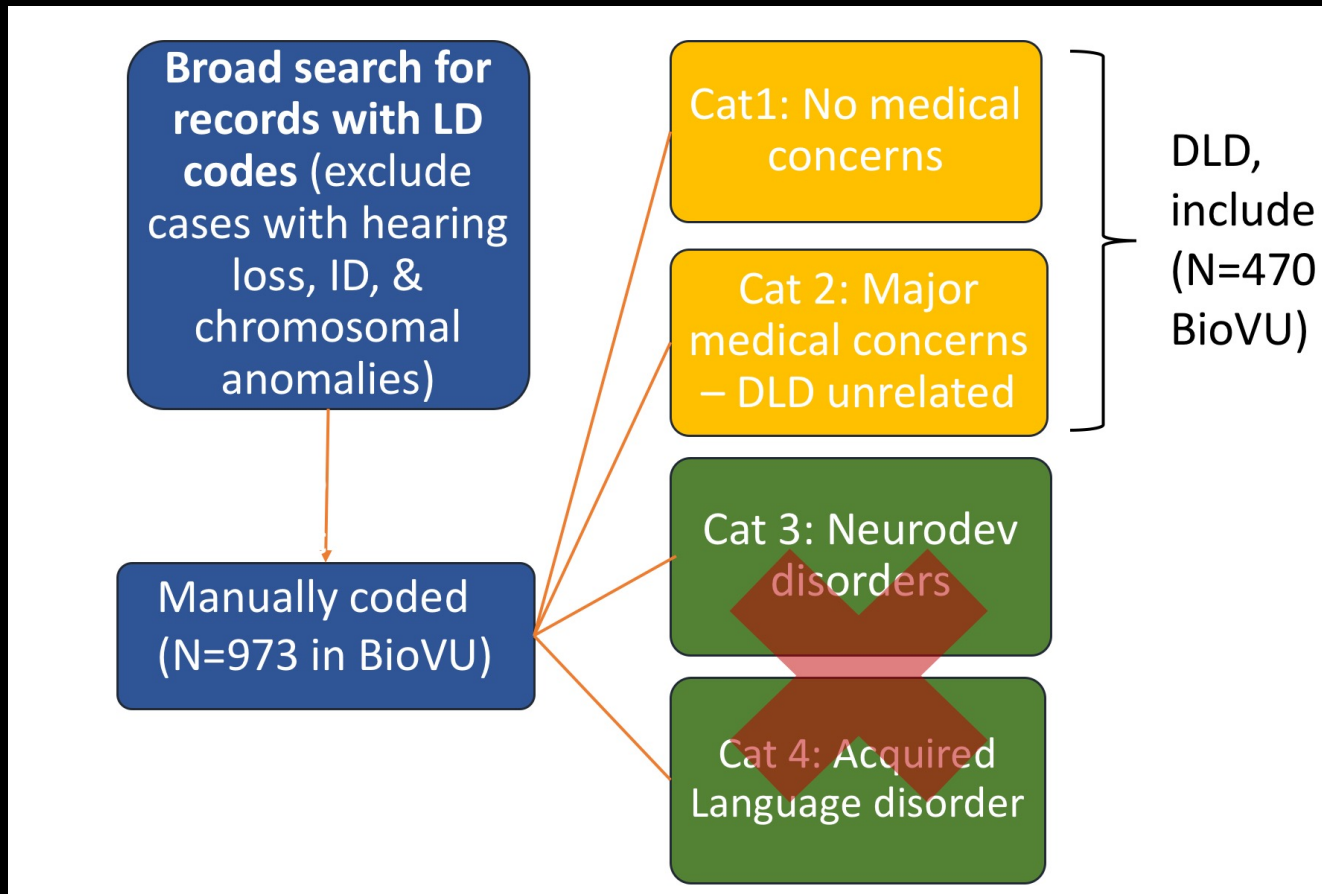 Broad search for
records with LD
codes (exclude
cases with hearing
loss, ID, &
chromosomal
anomalies)
Manually coded
(N=973 in BioVU)
Cat1: No medical
concerns
Cat 2: Major
medical concerns
– DLD unrelated
Cat 3: Neurodev
disorders
Cat 4: Acquired
Language disorder
DLD,
include
(N=470
BioVU)